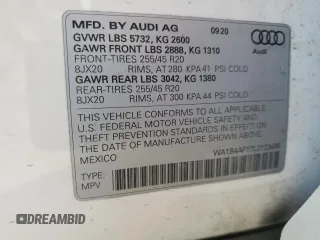 MFD. BY AUDI AG 09/20
GVWR LBS 5732, KG 2600
GAWR FRONT LBS 2888, KG 1310
FRONT-TIRES 255/45 R20
8JX20 RIMS, AT 280 KPA 41 PSI COLD
GAWR REAR LBS 3042, KG 1380
REAR-TIRES 255/45 R20
8JX20 RIMS, AT 300 KPA 44 PSI COLD
Audi
THIS VEHICLE CONFORMS TO ALL APPLICABLE
U.S. FEDERAL MOTOR VEHICLE SAFETY AND
THEFT PREVENTION STANDARDS IN EFFECT ON
THE DATE OF MANUFACTURE SHOWN ABOVE.
MEXICO
TYPE:
MPV
© AUTOBIDMASTER